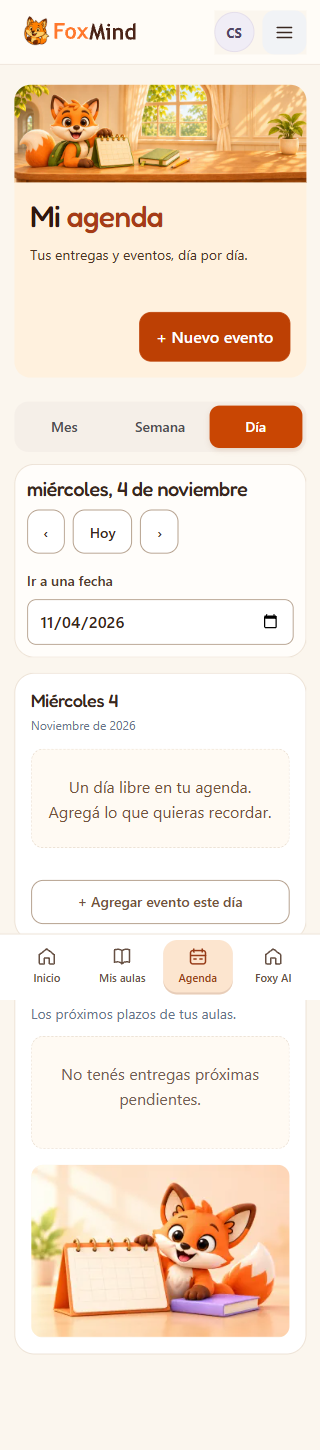 FoxMind
CS
Mi agenda
Tus entregas y eventos, día por día.
+ Nuevo evento
Mes
Semana
Día
miércoles, 4 de noviembre
‹
Hoy
›
Ir a una fecha
11/04/2026
Miércoles 4
Noviembre de 2026
Un día libre en tu agenda.
Agregá lo que quieras recordar.
+ Agregar evento este día
Inicio
Mis aulas
Agenda
Foxy AI
Los próximos plazos de tus aulas.
No tenés entregas próximas
pendientes.